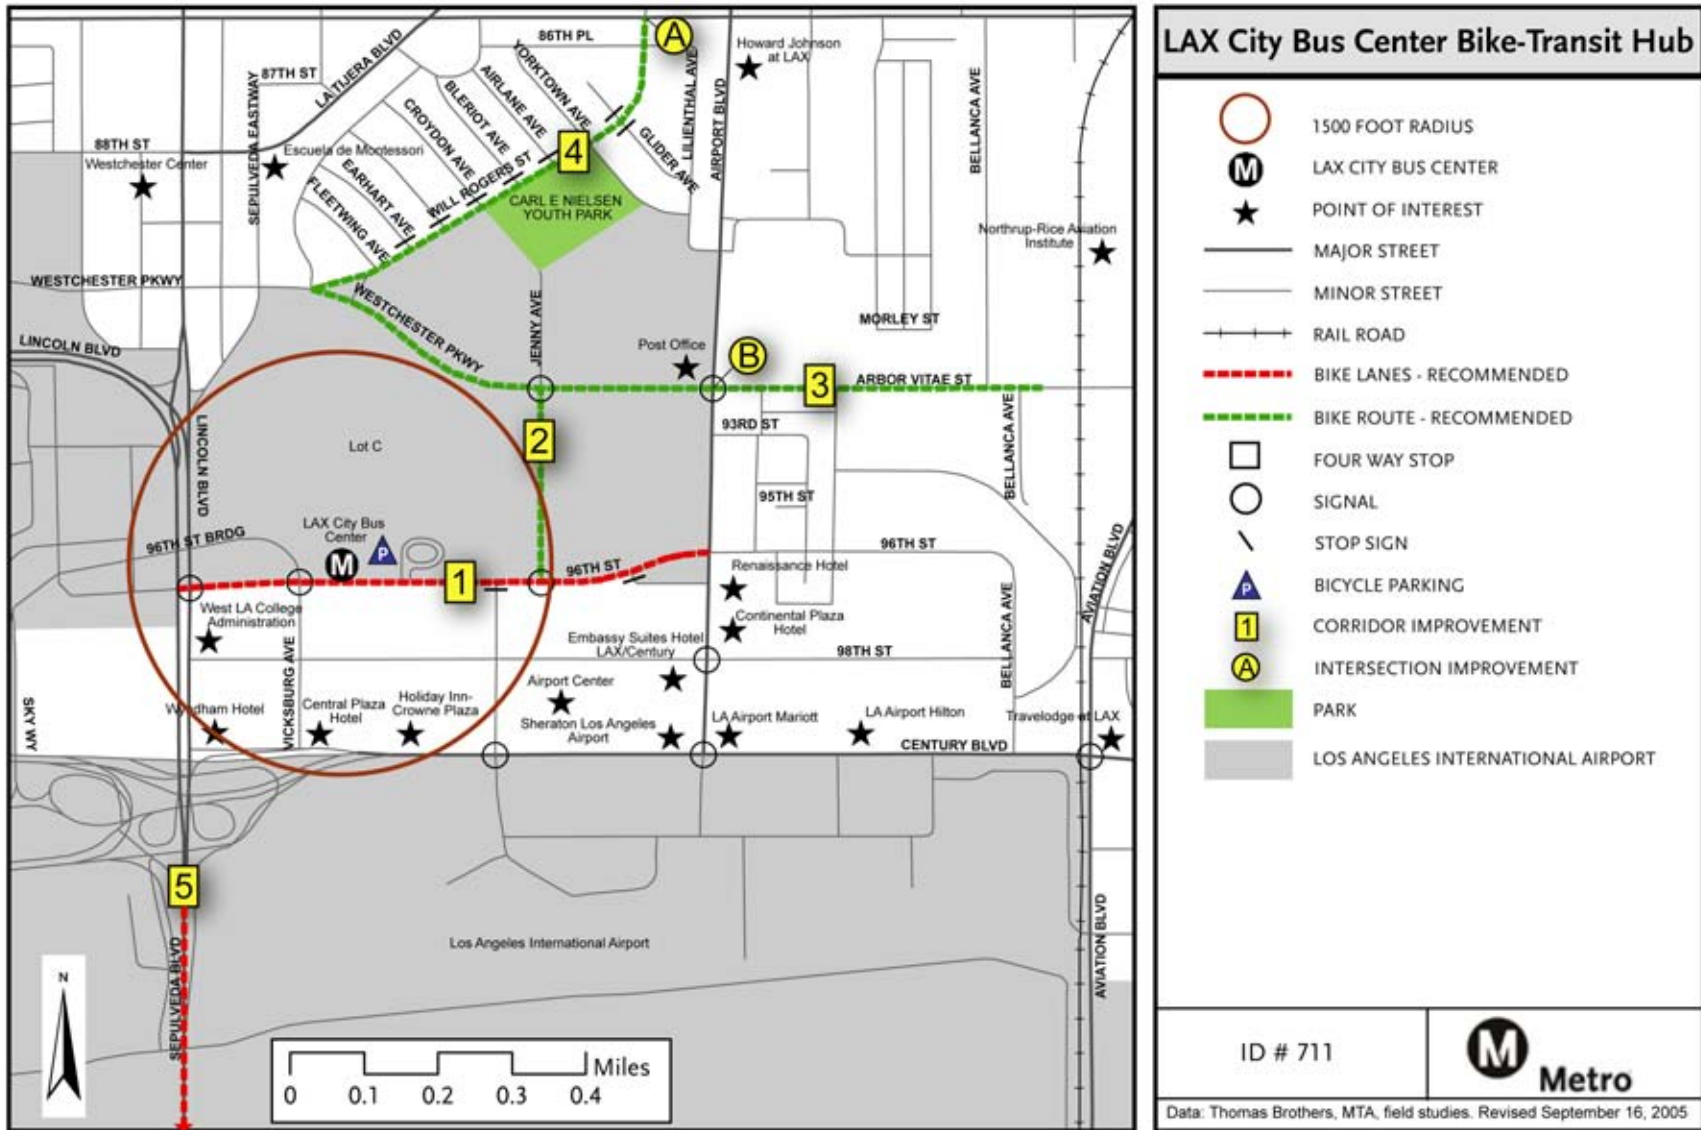 LAX City Bus Center Bike-Transit Hub
1500 FOOT RADIUS
M
LAX CITY BUS CENTER
POINT OF INTEREST
MAJOR STREET
MINOR STREET
RAIL ROAD
BIKE LANES - RECOMMENDED
BIKE ROUTE - RECOMMENDED
FOUR WAY STOP
SIGNAL
STOP SIGN
P
BICYCLE PARKING
1
CORRIDOR IMPROVEMENT
A
INTERSECTION IMPROVEMENT
PARK
LOS ANGELES INTERNATIONAL AIRPORT
ID # 711
M
Metro
Data: Thomas Brothers, MTA, field studies. Revised September 16, 2005
A
86TH PL
Howard Johnson
at LAX
87TH ST
LA TIJERA BLVD
YORKTOWN AVE
AIRLANE AVE
BLERIOT AVE
CROYDON AVE
LILIENTHAL AVE
AIRPORT BLVD
BELLANCA AVE
SEPULVEDA EASTWAY
88TH ST
Westchester Center
Escuela de Montessori
4
GLIDER AVE
EARHART AVE
FLEETWING AVE
WILL ROGERS ST
CARL E NIELSEN
YOUTH PARK
Northrup-Rice Aviation
Institute
WESTCHESTER PKWY
WESTCHESTER PKWY
JENNY AVE
MORLEY ST
LINCOLN BLVD
Post Office
B
3
ARBOR VITAE ST
LINCOLN BLVD
Lot C
2
93RD ST
BELLANCA AVE
95TH ST
96TH ST BRDG
LAX City Bus
Center
M
P
1
96TH ST
96TH ST
AVIATION BLVD
Renaissance Hotel
West LA College
Administration
Continental Plaza
Hotel
Embassy Suites Hotel
LAX/Century
98TH ST
BELLANCA AVE
VICKSBURG AVE
SKY WY
Wyndham Hotel
Central Plaza
Hotel
Holiday Inn-
Crowne Plaza
Airport Center
Sheraton Los Angeles
Airport
LA Airport Mariott
LA Airport Hilton
Travelodge at LAX
CENTURY BLVD
5
SEPULVEDA BLVD
Los Angeles International Airport
AVIATION BLVD
N
Miles
0 0.1 0.2 0.3 0.4